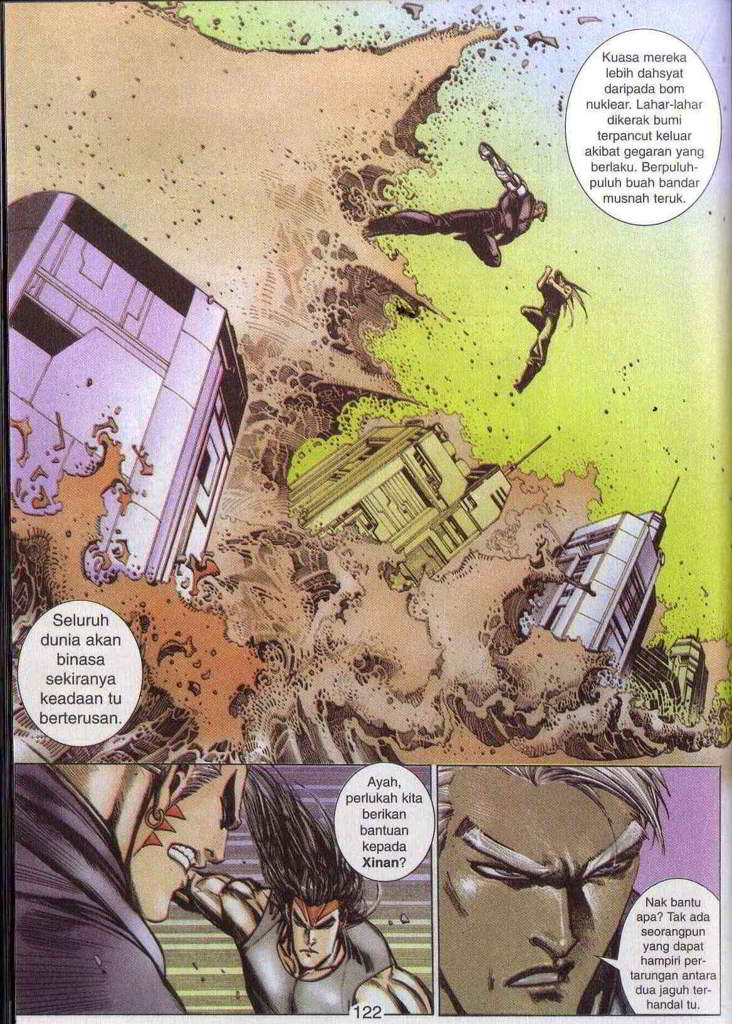 Kuasa mereka
lebih dahsyat
daripada bom
nuklear. Lahar-lahar
dikerak bumi
terpancut keluar
akibat gegaran yang
berlaku. Berpuluh-
puluh buah bandar
musnah teruk.
Seluruh
dunia akan
binasa
sekiranya
keadaan tu
berterusan.
Ayah,
perlukah kita
berikan
bantuan
kepada
Xinan?
Nak bantu
apa? Tak ada
seorangpun
yang dapat
hampiri per-
tarungan antara
dua jaguh ter-
handal tu.
122